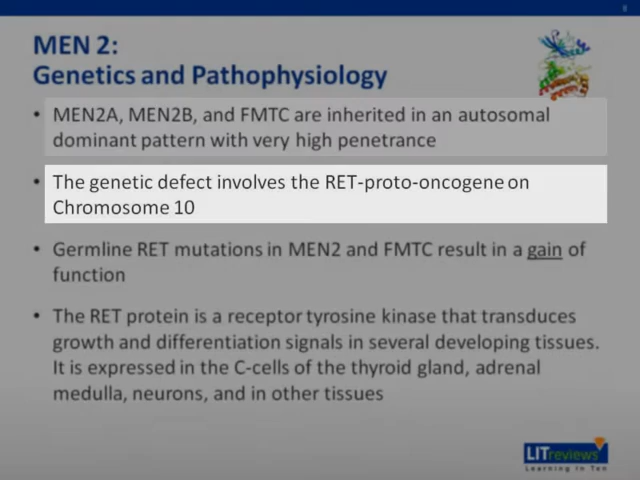 8
MEN 2:
Genetics and Pathophysiology
• MEN2A, MEN2B, and FMTC are inherited in an autosomal
dominant pattern with very high penetrance
• The genetic defect involves the RET-proto-oncogene on
Chromosome 10
• Germline RET mutations in MEN2 and FMTC result in a gain of
function
• The RET protein is a receptor tyrosine kinase that transduces
growth and differentiation signals in several developing tissues.
It is expressed in the C-cells of the thyroid gland, adrenal
medulla, neurons, and in other tissues
LITreviews
Learning In Ten